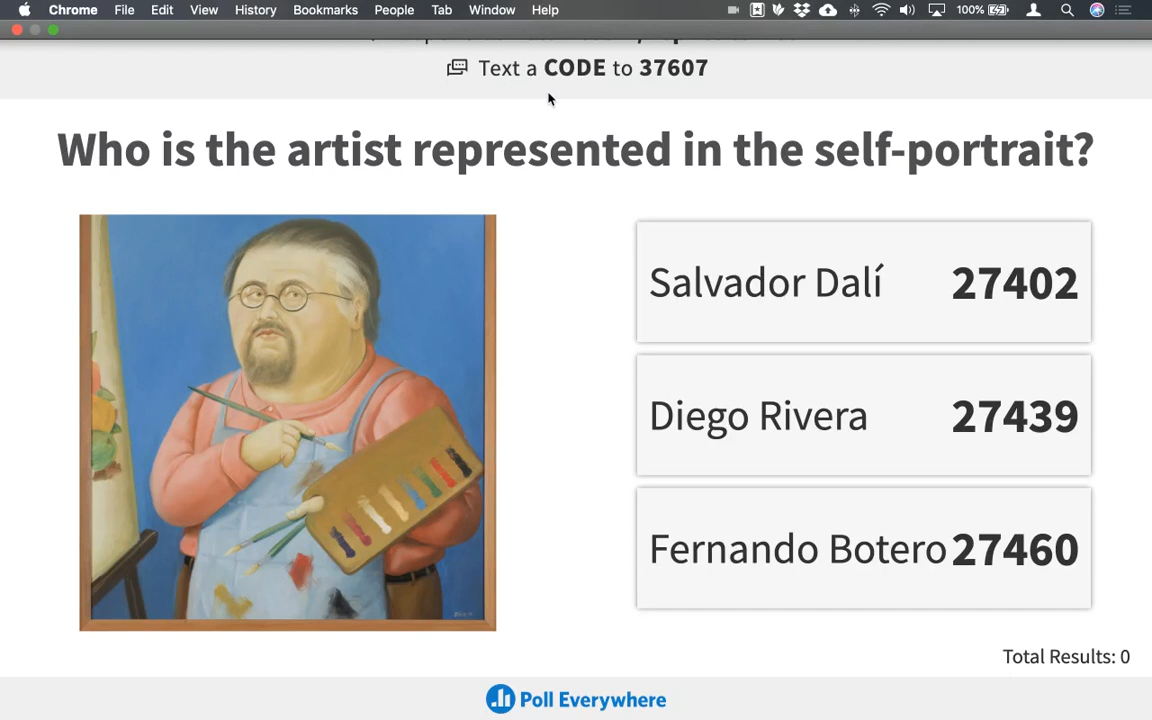 Chrome File Edit View History Bookmarks People Tab Window Help 100%
Text a CODE to 37607
Who is the artist represented in the self-portrait?
Salvador Dalí 27402
Diego Rivera 27439
Fernando Botero 27460
Total Results: 0
Poll Everywhere